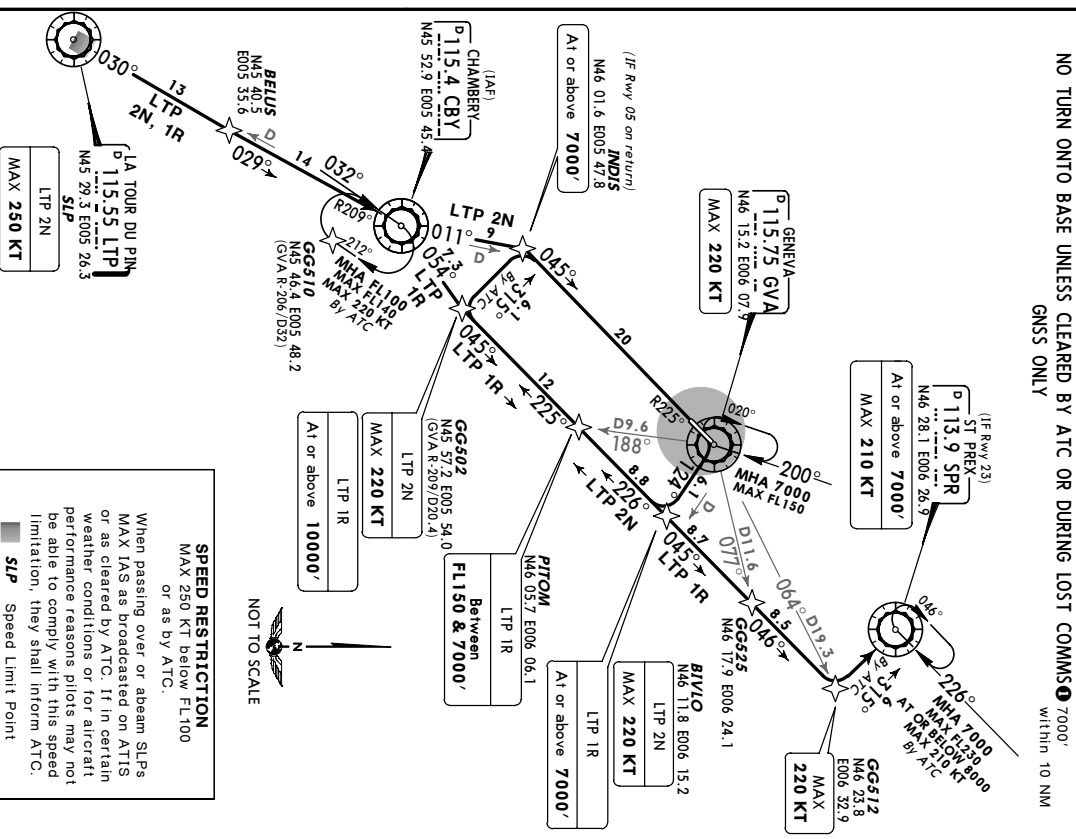 NO TURN ONTO BASE UNLESS CLEARED BY ATC OR DURING LOST COMMS
GNSS ONLY
1 7000'
within 10 NM
(IF Rwy 23)
ST PREX
D 113.9 SPR
N46 28.1 E006 26.9
At or above 7000'
MAX 210 KT
GENEVA
D 115.75 GVA
N46 15.2 E006 07.9
MAX 220 KT
(IF Rwy 05 on return)
INDIS
N46 01.6 E005 47.8
At or above 7000'
(IAF)
CHAMBERY
D 115.4 CBY
N45 52.9 E005 45.4
BELUS
N45 40.5
E005 35.6
LA TOUR DU PIN
D 115.55 LTP
N45 29.3 E005 26.3
SLP
LTP 2N
MAX 250 KT
030°
13
LTP
2N, 1R
D
029°
14
032°
R209°
212°
MHA FL100
MAX FL140
MAX 220 KT
By ATC
GG510
N45 46.4 E005 48.2
(GVA R-206/D32)
LTP 2N
9
011°
D
7.3
054°
LTP
1R
By ATC
315°
6.1
045°
20
R225°
045°
LTP 1R
12
225°
GG502
N45 57.2 E005 54.0
(GVA R-209/D20.4)
LTP 2N
MAX 220 KT
LTP 1R
At or above 10000'
D9.6
188°
8.8
226°
LTP 2N
PITOM
N46 05.7 E006 06.1
LTP 1R
Between
FL150 & 7000'
020°
200°
MHA 7000
MAX FL150
124°
6.1
D
8.7
045°
LTP 1R
BIVLO
N46 11.8 E006 15.2
LTP 2N
MAX 220 KT
LTP 1R
At or above 7000'
D11.6
077°
064°
D19.3
8.5
046°
GG525
N46 17.9 E006 24.1
GG512
N46 23.8
E006 32.9
MAX
220 KT
046°
226°
MHA 7000
MAX FL230
AT OR BELOW 8000
MAX 210 KT
By ATC
315°
6
By ATC
N
NOT TO SCALE
SPEED RESTRICTION
MAX 250 KT below FL100
or as by ATC.
When passing over or abeam SLPs
MAX IAS as broadcasted on ATIS
or as cleared by ATC. If in certain
weather conditions or for aircraft
performance reasons pilots may not
be able to comply with this speed
limitation, they shall inform ATC.
SLP Speed Limit Point